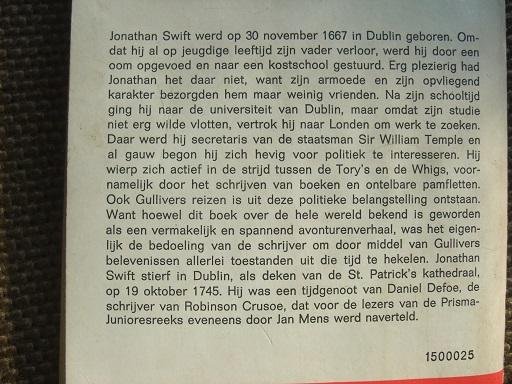 Jonathan Swift werd op 30 november 1667 in Dublin geboren. Om-
dat hij al op jeugdige leeftijd zijn vader verloor, werd hij door een
oom opgevoed en naar een kostschool gestuurd. Erg plezierig had
Jonathan het daar niet, want zijn armoede en zijn opvliegend
karakter bezorgden hem maar weinig vrienden. Na zijn schooltijd
ging hij naar de universiteit van Dublin, maar omdat zijn studie
niet erg wilde vlotten, vertrok hij naar Londen om werk te zoeken.
Daar werd hij secretaris van de staatsman Sir William Temple en
al gauw begon hij zich hevig voor politiek te interesseren. Hij
wierp zich actief in de strijd tussen de Tory's en de Whigs, voor-
namelijk door het schrijven van boeken en ontelbare pamfletten.
Ook Gullivers reizen is uit deze politieke belangstelling ontstaan.
Want hoewel dit boek over de hele wereld bekend is geworden
als een vermakelijk en spannend avonturenverhaal, was het eigen-
lijk de bedoeling van de schrijver om door middel van Gullivers
belevenissen allerlei toestanden uit die tijd te hekelen. Jonathan
Swift stierf in Dublin, als deken van de St. Patrick's kathedraal,
op 19 oktober 1745. Hij was een tijdgenoot van Daniel Defoe, de
schrijver van Robinson Crusoe, dat voor de lezers van de Prisma-
Junioresreeks eveneens door Jan Mens werd naverteld.
1500025